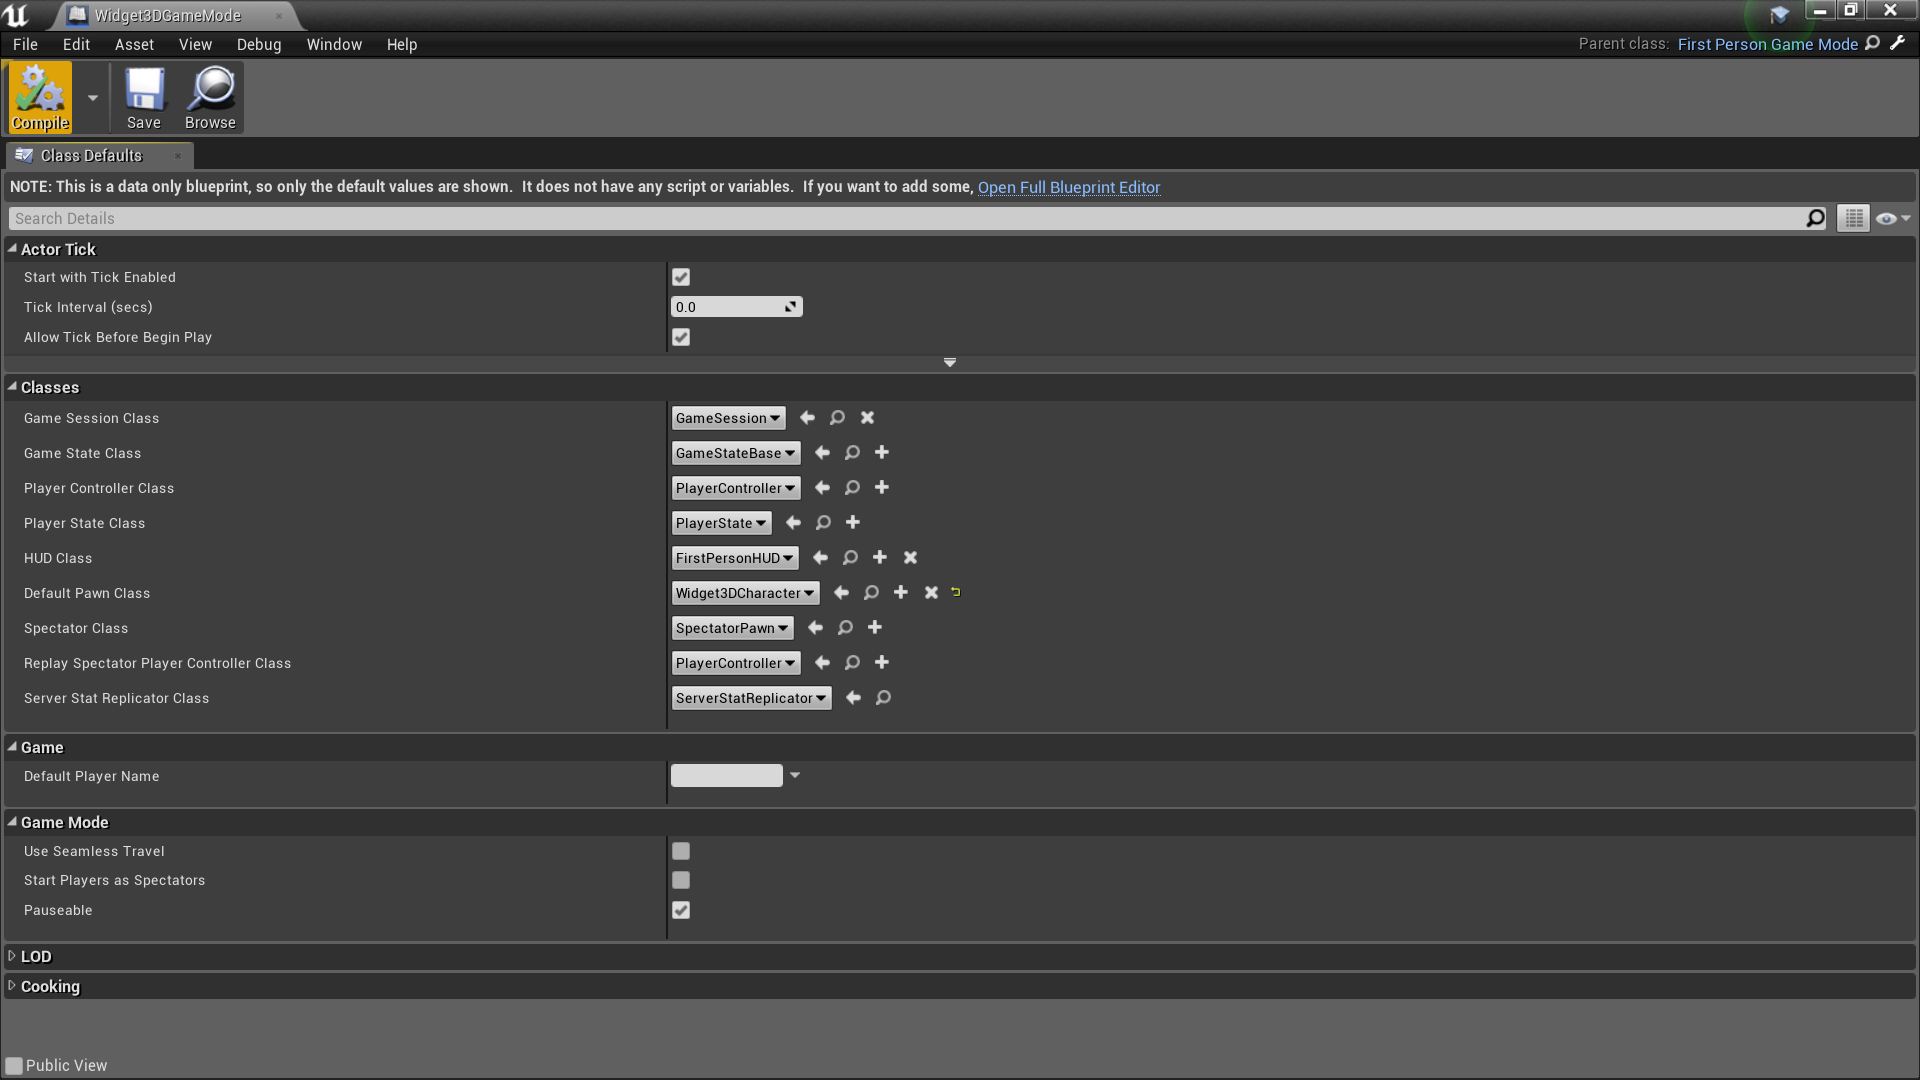 Widget3DGameMode
File Edit Asset View Debug Window Help
Parent class: First Person Game Mode
Compile Save Browse
Class Defaults
NOTE: This is a data only blueprint, so only the default values are shown.  It does not have any script or variables.  If you want to add some, Open Full Blueprint Editor
Search Details
Actor Tick
Start with Tick Enabled
Tick Interval (secs) 0.0
Allow Tick Before Begin Play
Classes
Game Session Class GameSession
Game State Class GameStateBase
Player Controller Class PlayerController
Player State Class PlayerState
HUD Class FirstPersonHUD
Default Pawn Class Widget3DCharacter
Spectator Class SpectatorPawn
Replay Spectator Player Controller Class PlayerController
Server Stat Replicator Class ServerStatReplicator
Game
Default Player Name
Game Mode
Use Seamless Travel
Start Players as Spectators
Pauseable
LOD
Cooking
Public View